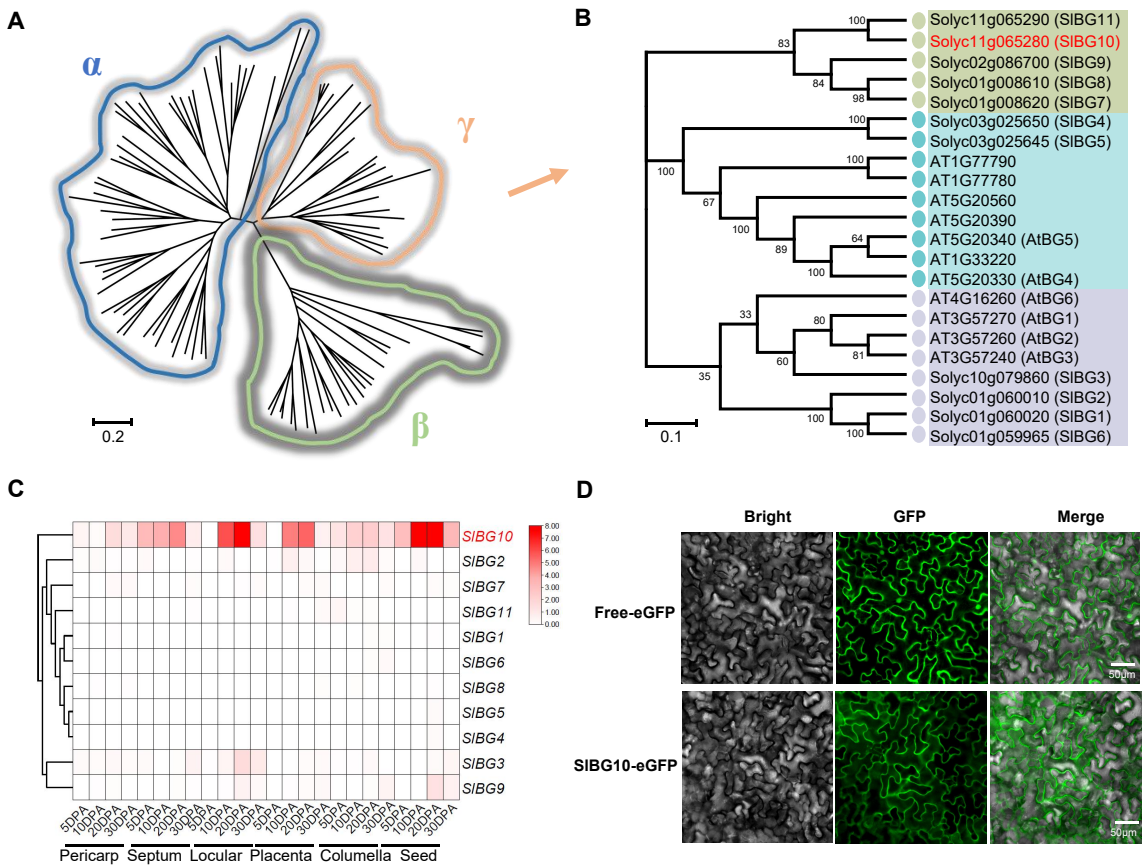 A
α
γ
β
0.2
B
100
83
84
98
100
100
100
67
100
89
64
100
33
80
81
60
35
100
100
0.1
Solyc11g065290 (SlBG11)
Solyc11g065280 (SlBG10)
Solyc02g086700 (SlBG9)
Solyc01g008610 (SlBG8)
Solyc01g008620 (SlBG7)
Solyc03g025650 (SlBG4)
Solyc03g025645 (SlBG5)
AT1G77790
AT1G77780
AT5G20560
AT5G20390
AT5G20340 (AtBG5)
AT1G33220
AT5G20330 (AtBG4)
AT4G16260 (AtBG6)
AT3G57270 (AtBG1)
AT3G57260 (AtBG2)
AT3G57240 (AtBG3)
Solyc10g079860 (SlBG3)
Solyc01g060010 (SlBG2)
Solyc01g060020 (SlBG1)
Solyc01g059965 (SlBG6)
C
SlBG10
SlBG2
SlBG7
SlBG11
SlBG1
SlBG6
SlBG8
SlBG5
SlBG4
SlBG3
SlBG9
8.00
7.00
6.00
5.00
4.00
3.00
2.00
1.00
0.00
5DPA 10DPA 20DPA 30DPA 5DPA 10DPA 20DPA 30DPA 5DPA 10DPA 20DPA 30DPA 5DPA 10DPA 20DPA 30DPA 5DPA 10DPA 20DPA 30DPA 5DPA 10DPA 20DPA 30DPA
Pericarp Septum Locular Placenta Columella Seed
D
Bright GFP Merge
Free-eGFP
50μm
SlBG10-eGFP
50μm